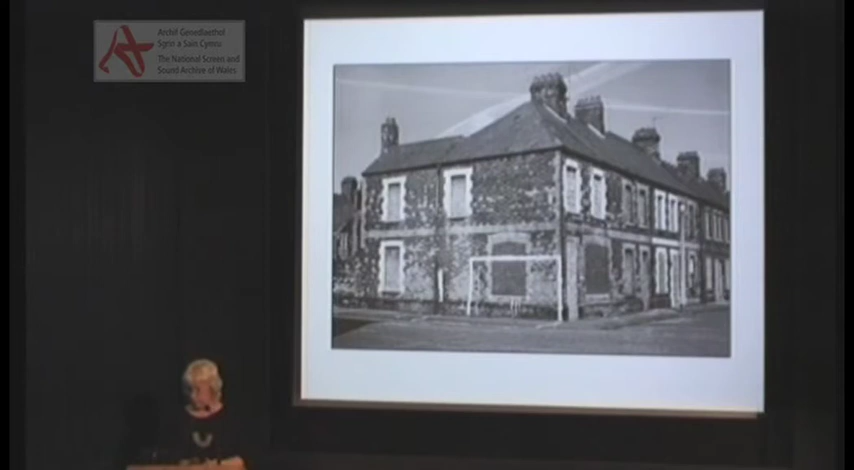 Archif Genedlaethol
Sgrin a Sain Cymru
The National Screen and
Sound Archive of Wales